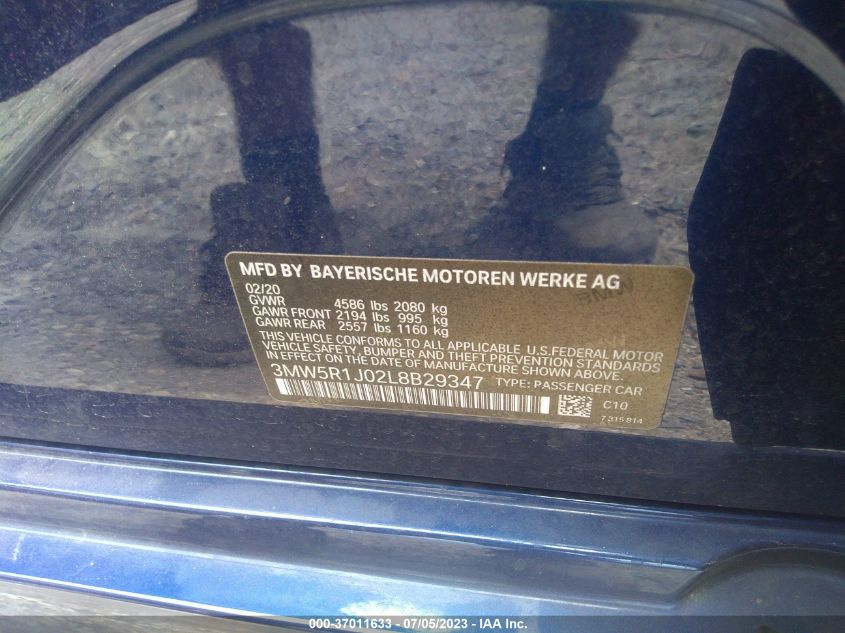 MFD BY BAYERISCHE MOTOREN WERKE AG
02/20
GVWR 4586 lbs 2080 kg
GAWR FRONT 2194 lbs 995 kg
GAWR REAR 2557 lbs 1160 kg
THIS VEHICLE CONFORMS TO ALL APPLICABLE U.S.FEDERAL MOTOR
VEHICLE SAFETY, BUMPER AND THEFT PREVENTION STANDARDS
IN EFFECT ON THE DATE OF MANUFACTURE SHOWN ABOVE.
3MW5R1J02L8B29347 TYPE: PASSENGER CAR
C10
7315814
000-37011633 - 07/05/2023 - © IAA Inc.